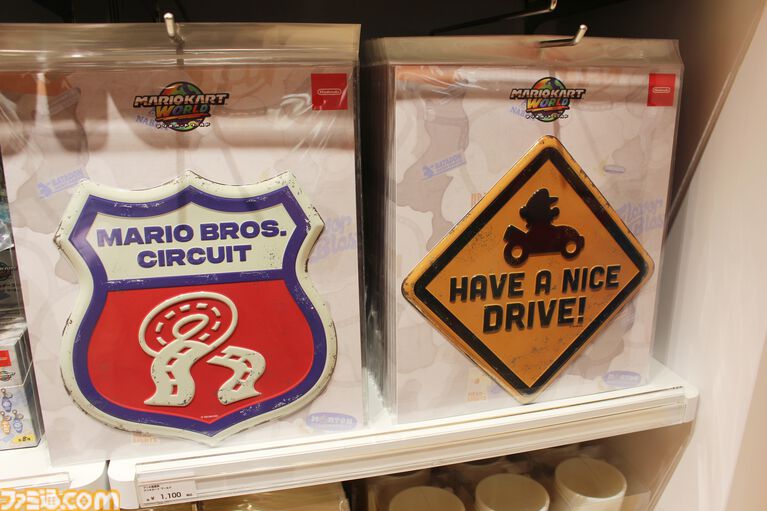 MARIOKART
WORLD
Nintendo
MARIO BROS.
CIRCUIT
MARIOKART
WORLD
Nintendo
HAVE A NICE
DRIVE!
¥ 1,100
ファミ通.com